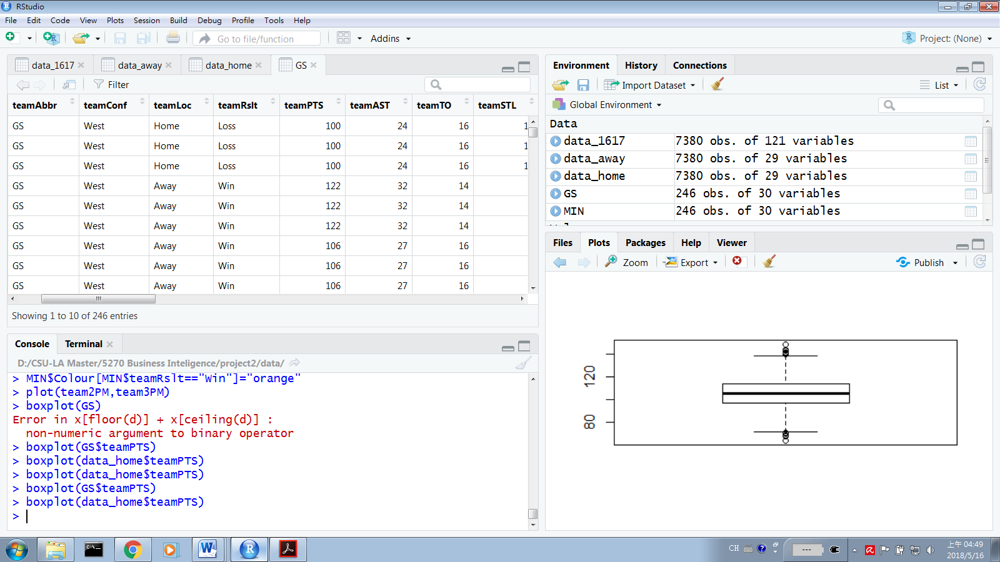 RStudio
File Edit Code View Plots Session Build Debug Profile Tools Help
Go to file/function Addins Project: (None)
data_1617 data_away data_home GS
Filter
teamAbbr teamConf teamLoc teamRslt teamPTS teamAST teamTO teamSTL
GS West Home Loss 100 24 16 1
GS West Home Loss 100 24 16 1
GS West Home Loss 100 24 16 1
GS West Away Win 122 32 14
GS West Away Win 122 32 14
GS West Away Win 122 32 14
GS West Away Win 106 27 16
GS West Away Win 106 27 16
GS West Away Win 106 27 16
Showing 1 to 10 of 246 entries
Console Terminal
D:/CSU-LA Master/5270 Business Inteligence/project2/data/
> MIN$Colour[MIN$teamRslt=="Win"]="orange"
> plot(team2PM,team3PM)
> boxplot(GS)
Error in x[floor(d)] + x[ceiling(d)] :
non-numeric argument to binary operator
> boxplot(GS$teamPTS)
> boxplot(data_home$teamPTS)
> boxplot(data_home$teamPTS)
> boxplot(GS$teamPTS)
> boxplot(data_home$teamPTS)
>
Environment History Connections
Import Dataset List
Global Environment
Data
data_1617 7380 obs. of 121 variables
data_away 7380 obs. of 29 variables
data_home 7380 obs. of 29 variables
GS 246 obs. of 30 variables
MIN 246 obs. of 30 variables
Files Plots Packages Help Viewer
Zoom Export Publish
120
80
CH
上午 04:49
2018/5/16